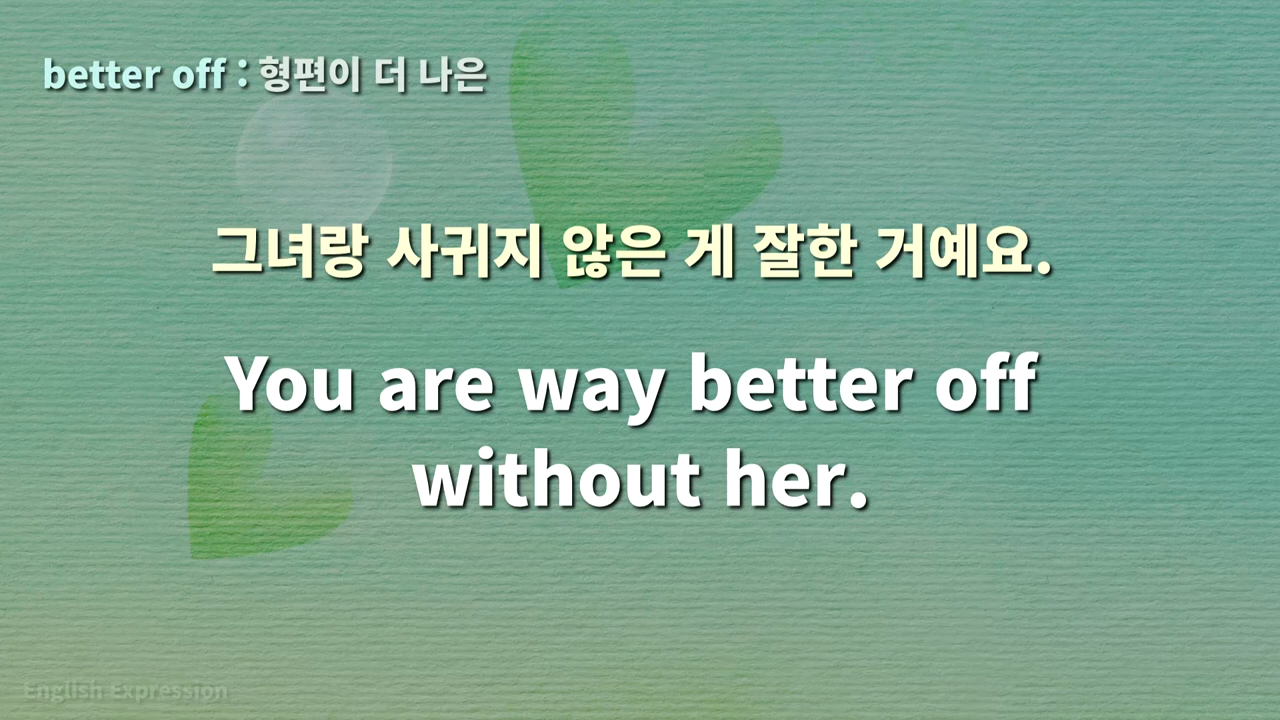 better off : 형편이 더 나은
그녀랑 사귀지 않은 게 잘한 거예요.
You are way better off
without her.
English Expression